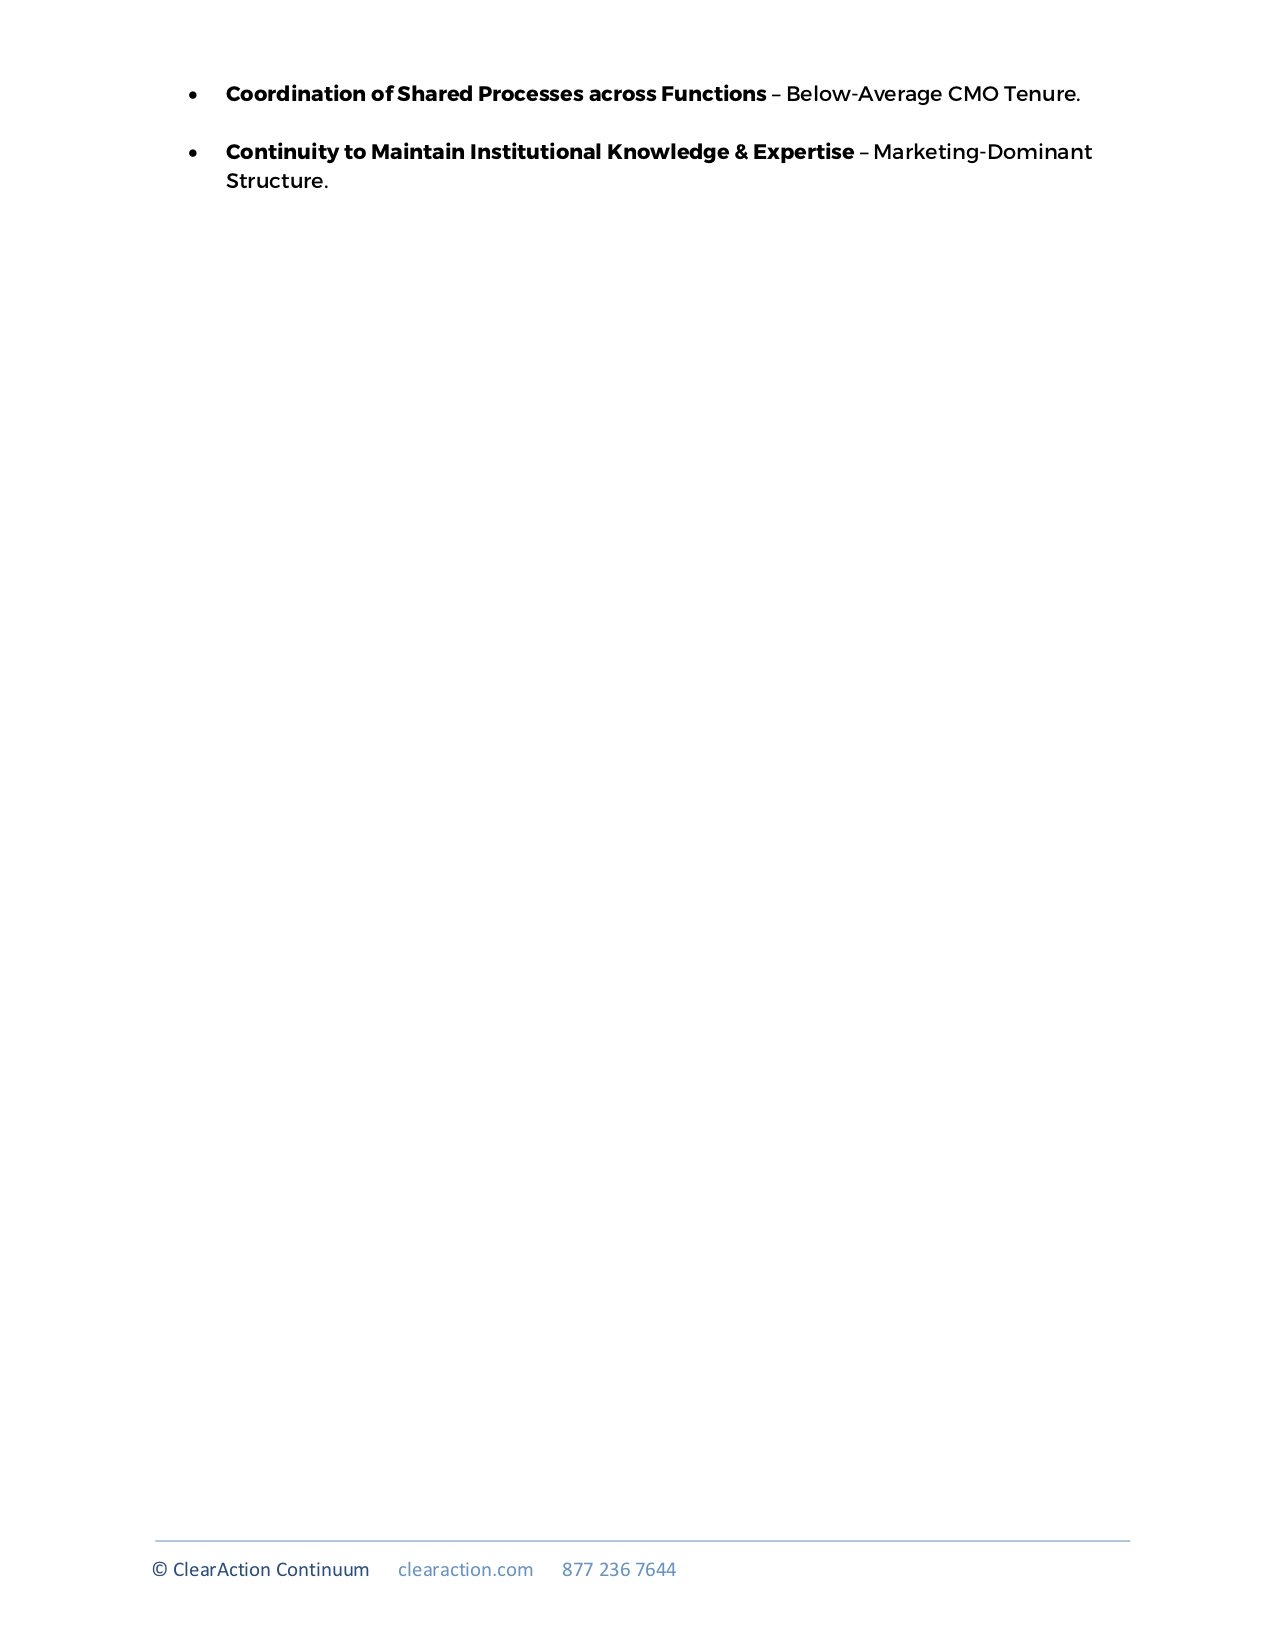 • Coordination of Shared Processes across Functions – Below-Average CMO Tenure.
• Continuity to Maintain Institutional Knowledge & Expertise – Marketing-Dominant
Structure.
© ClearAction Continuum clearaction.com 877 236 7644